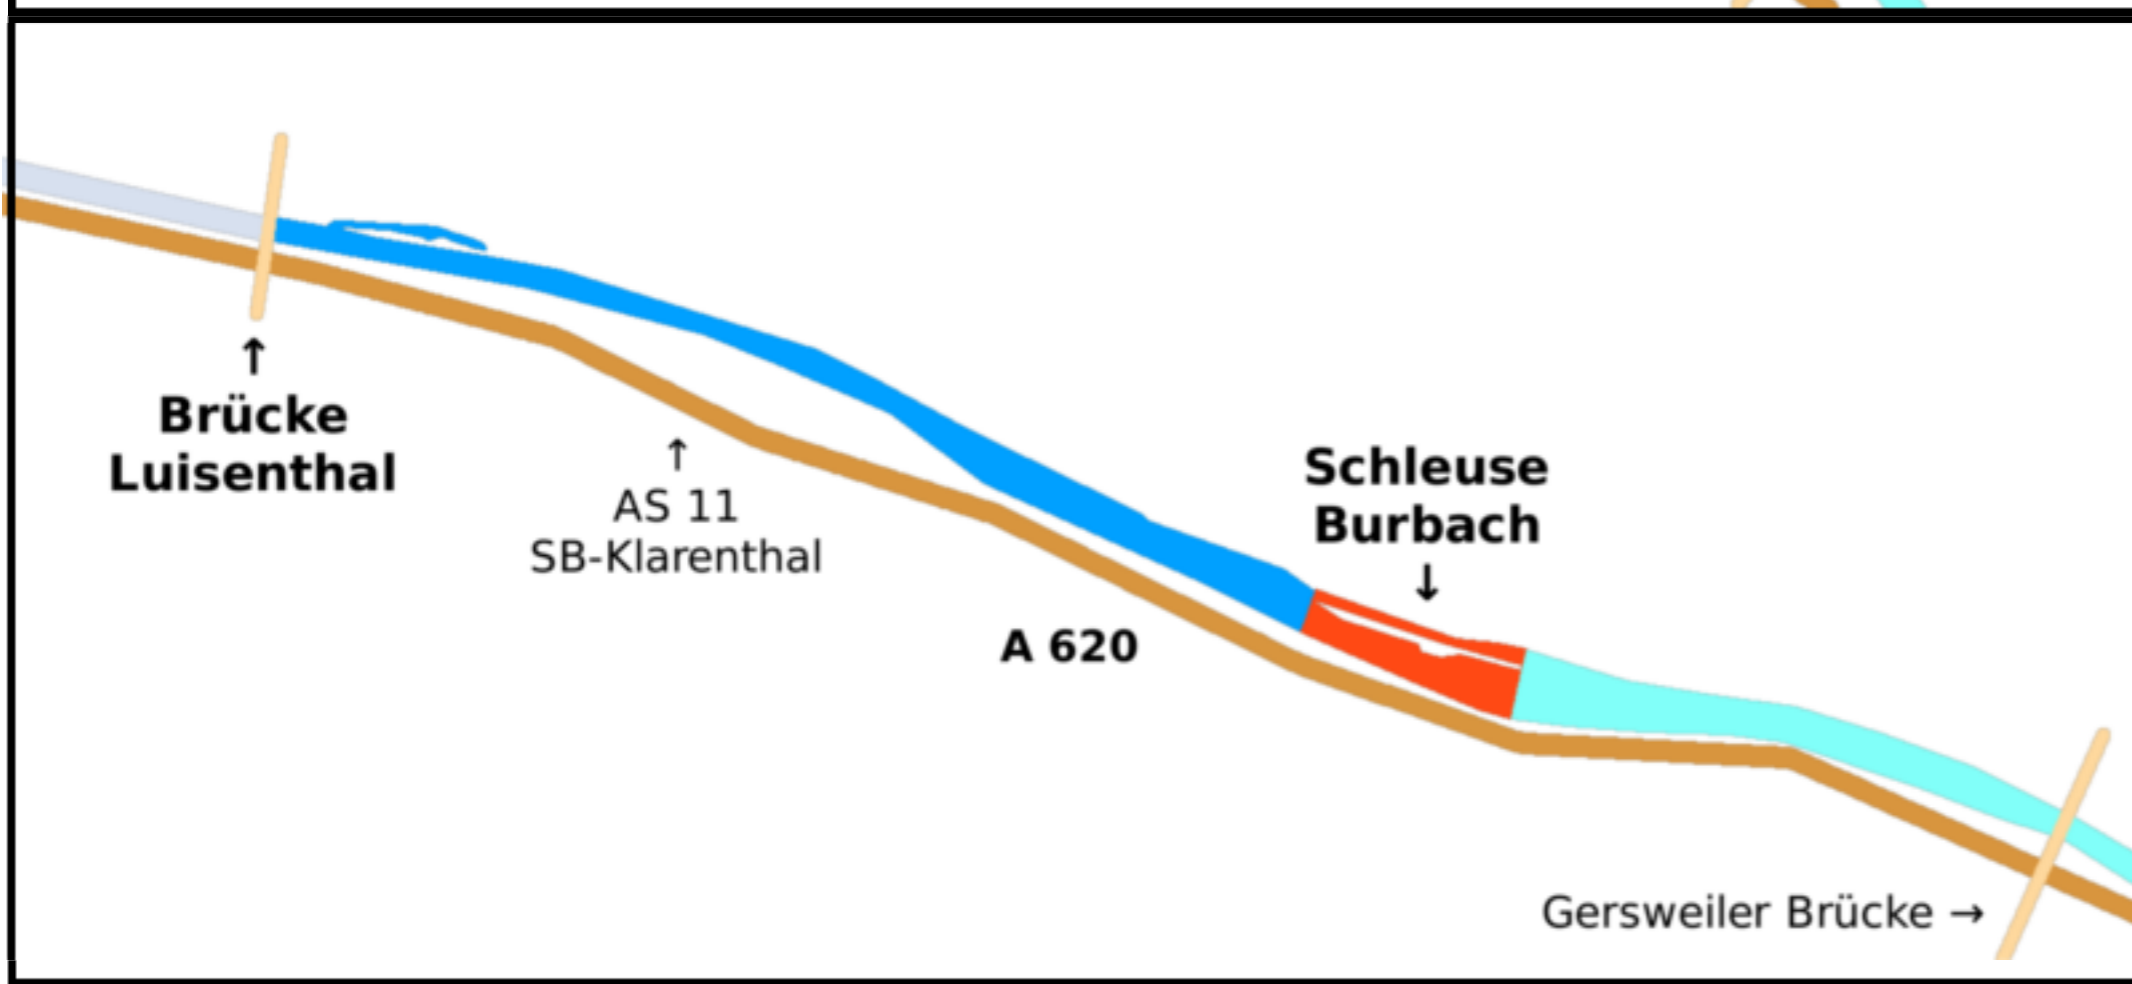 ↑
Brücke
Luisenthal
↑
AS 11
SB-Klarenthal
A 620
Schleuse
Burbach
↓
Gersweiler Brücke →